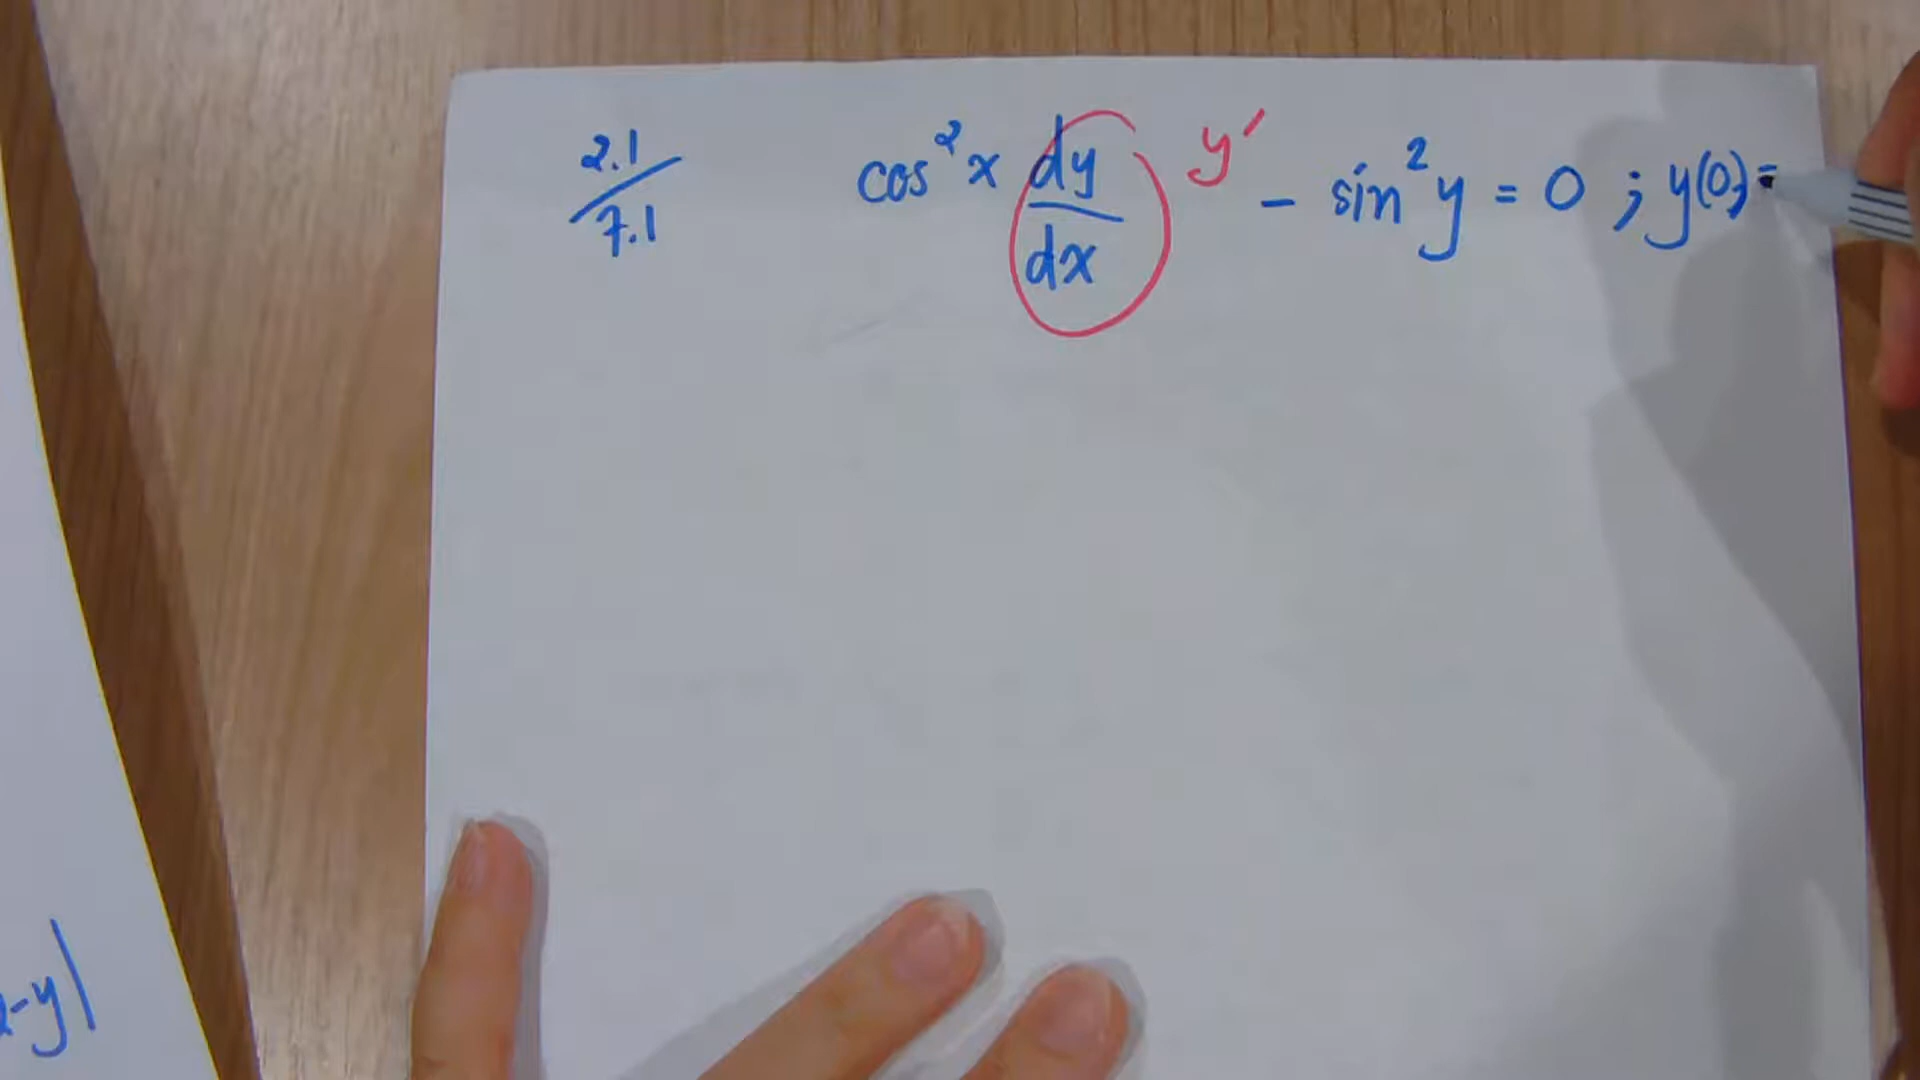 2.1/7.1 cos²x dy/dx y′ - sin²y = 0 ; y(0)=
-y|